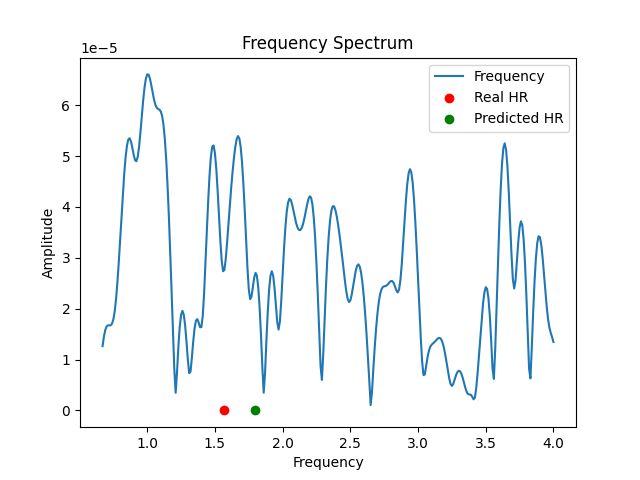 Frequency Spectrum
1e−5
Frequency
Real HR
Predicted HR
6
5
4
3
2
1
0
Amplitude
1.0 1.5 2.0 2.5 3.0 3.5 4.0
Frequency